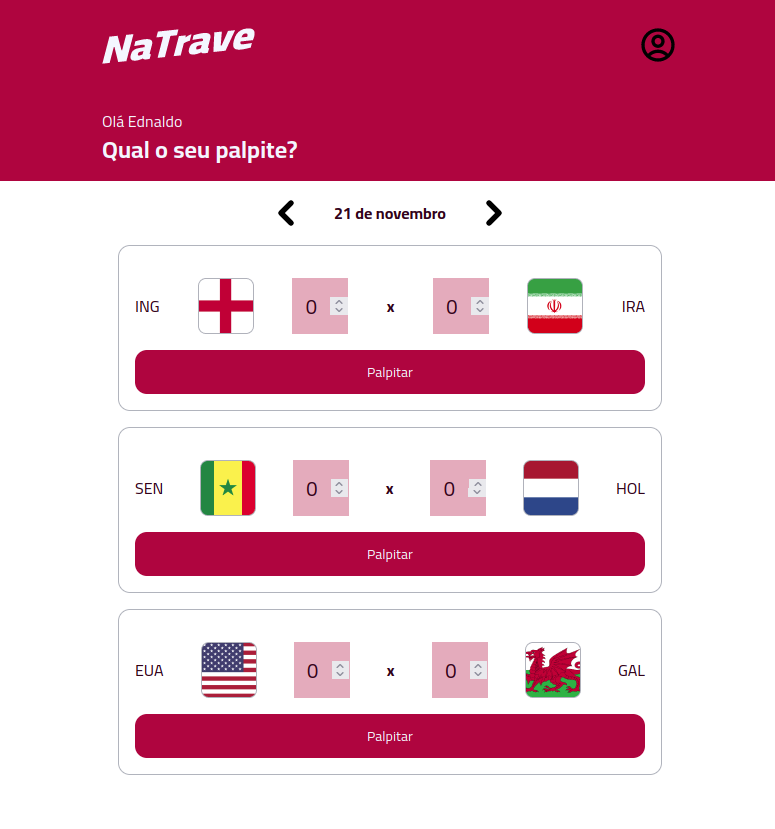 NaTrave
Olá Ednaldo
Qual o seu palpite?
21 de novembro
ING 0 x 0 IRA
Palpitar
SEN 0 x 0 HOL
Palpitar
EUA 0 x 0 GAL
Palpitar